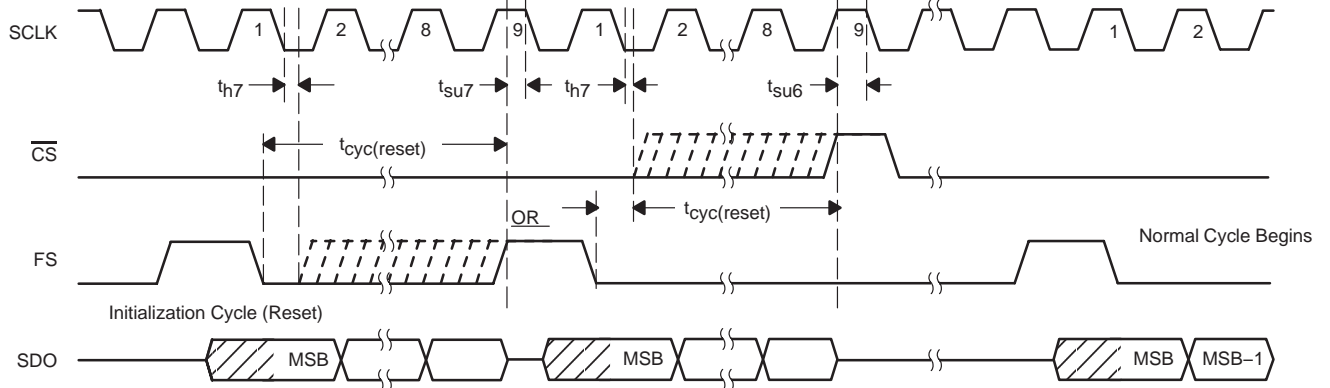 SCLK 1 2 8 9 1 2 8 9 1 2
th7 tsu7 th7 tsu6
CS tcyc(reset)
OR tcyc(reset)
Normal Cycle Begins
FS
Initialization Cycle (Reset)
SDO MSB MSB MSB MSB−1